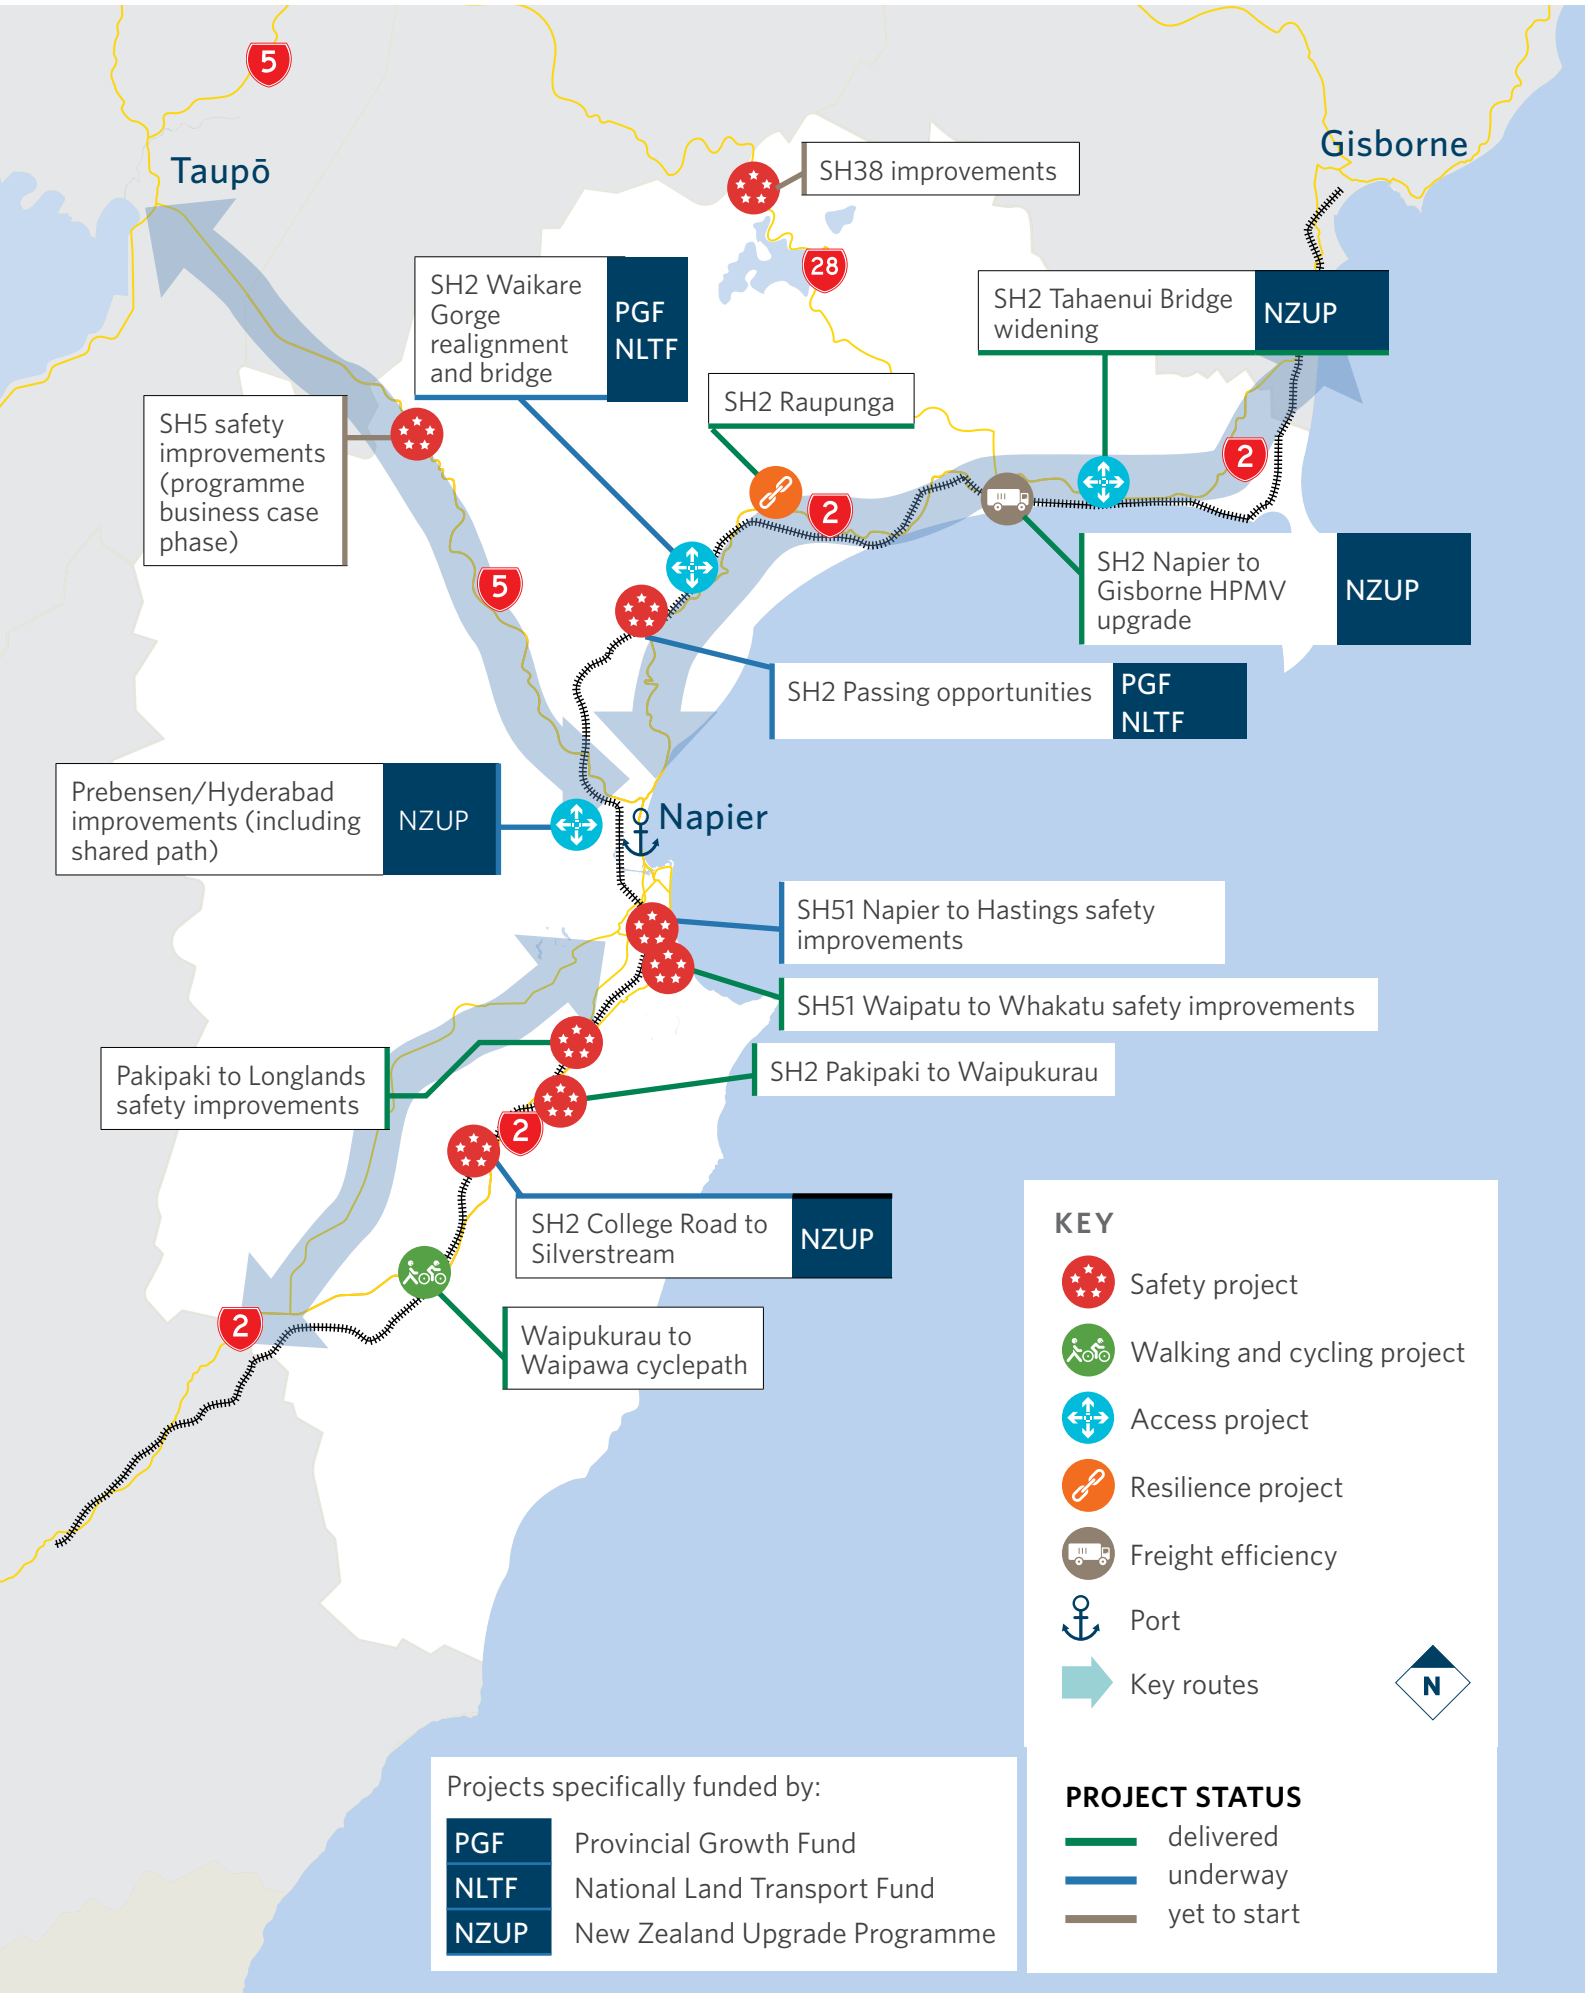 5
Taupō
Gisborne
SH38 improvements
28
SH2 Waikare
Gorge
realignment
and bridge
PGF
NLTF
SH2 Tahaenui Bridge
widening
NZUP
SH2 Raupunga
SH5 safety
improvements
(programme
business case
phase)
2
2
5
SH2 Napier to
Gisborne HPMV
upgrade
NZUP
SH2 Passing opportunities
PGF
NLTF
Prebensen/Hyderabad
improvements (including
shared path)
NZUP
Napier
SH51 Napier to Hastings safety
improvements
SH51 Waipatu to Whakatu safety improvements
Pakipaki to Longlands
safety improvements
SH2 Pakipaki to Waipukurau
2
SH2 College Road to
Silverstream
NZUP
2
Waipukurau to
Waipawa cyclepath
KEY
Safety project
Walking and cycling project
Access project
Resilience project
Freight efficiency
Port
Key routes
N
Projects specifically funded by:
PGF Provincial Growth Fund
NLTF National Land Transport Fund
NZUP New Zealand Upgrade Programme
PROJECT STATUS
delivered
underway
yet to start